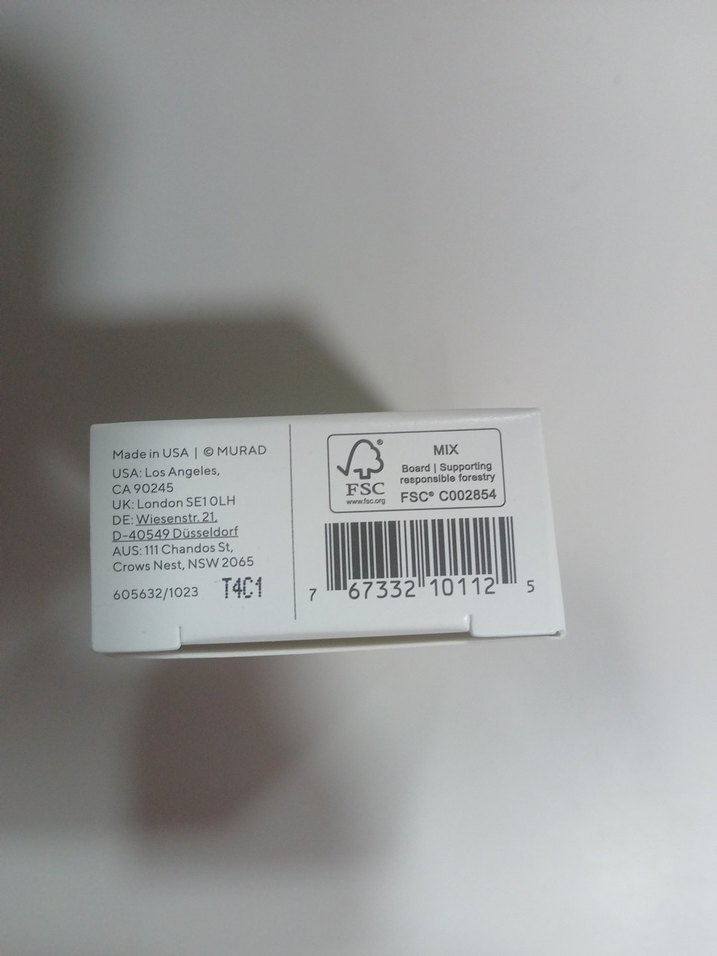 Made in USA | © MURAD
USA: Los Angeles,
CA 90245
UK: London SE1 0LH
DE: Wiesenstr. 21,
D-40549 Düsseldorf
AUS: 111 Chandos St,
Crows Nest, NSW 2065
605632/1023 T4C1
FSC®
www.fsc.org
MIX
Board | Supporting
responsible forestry
FSC® C002854
7 67332 10112 5